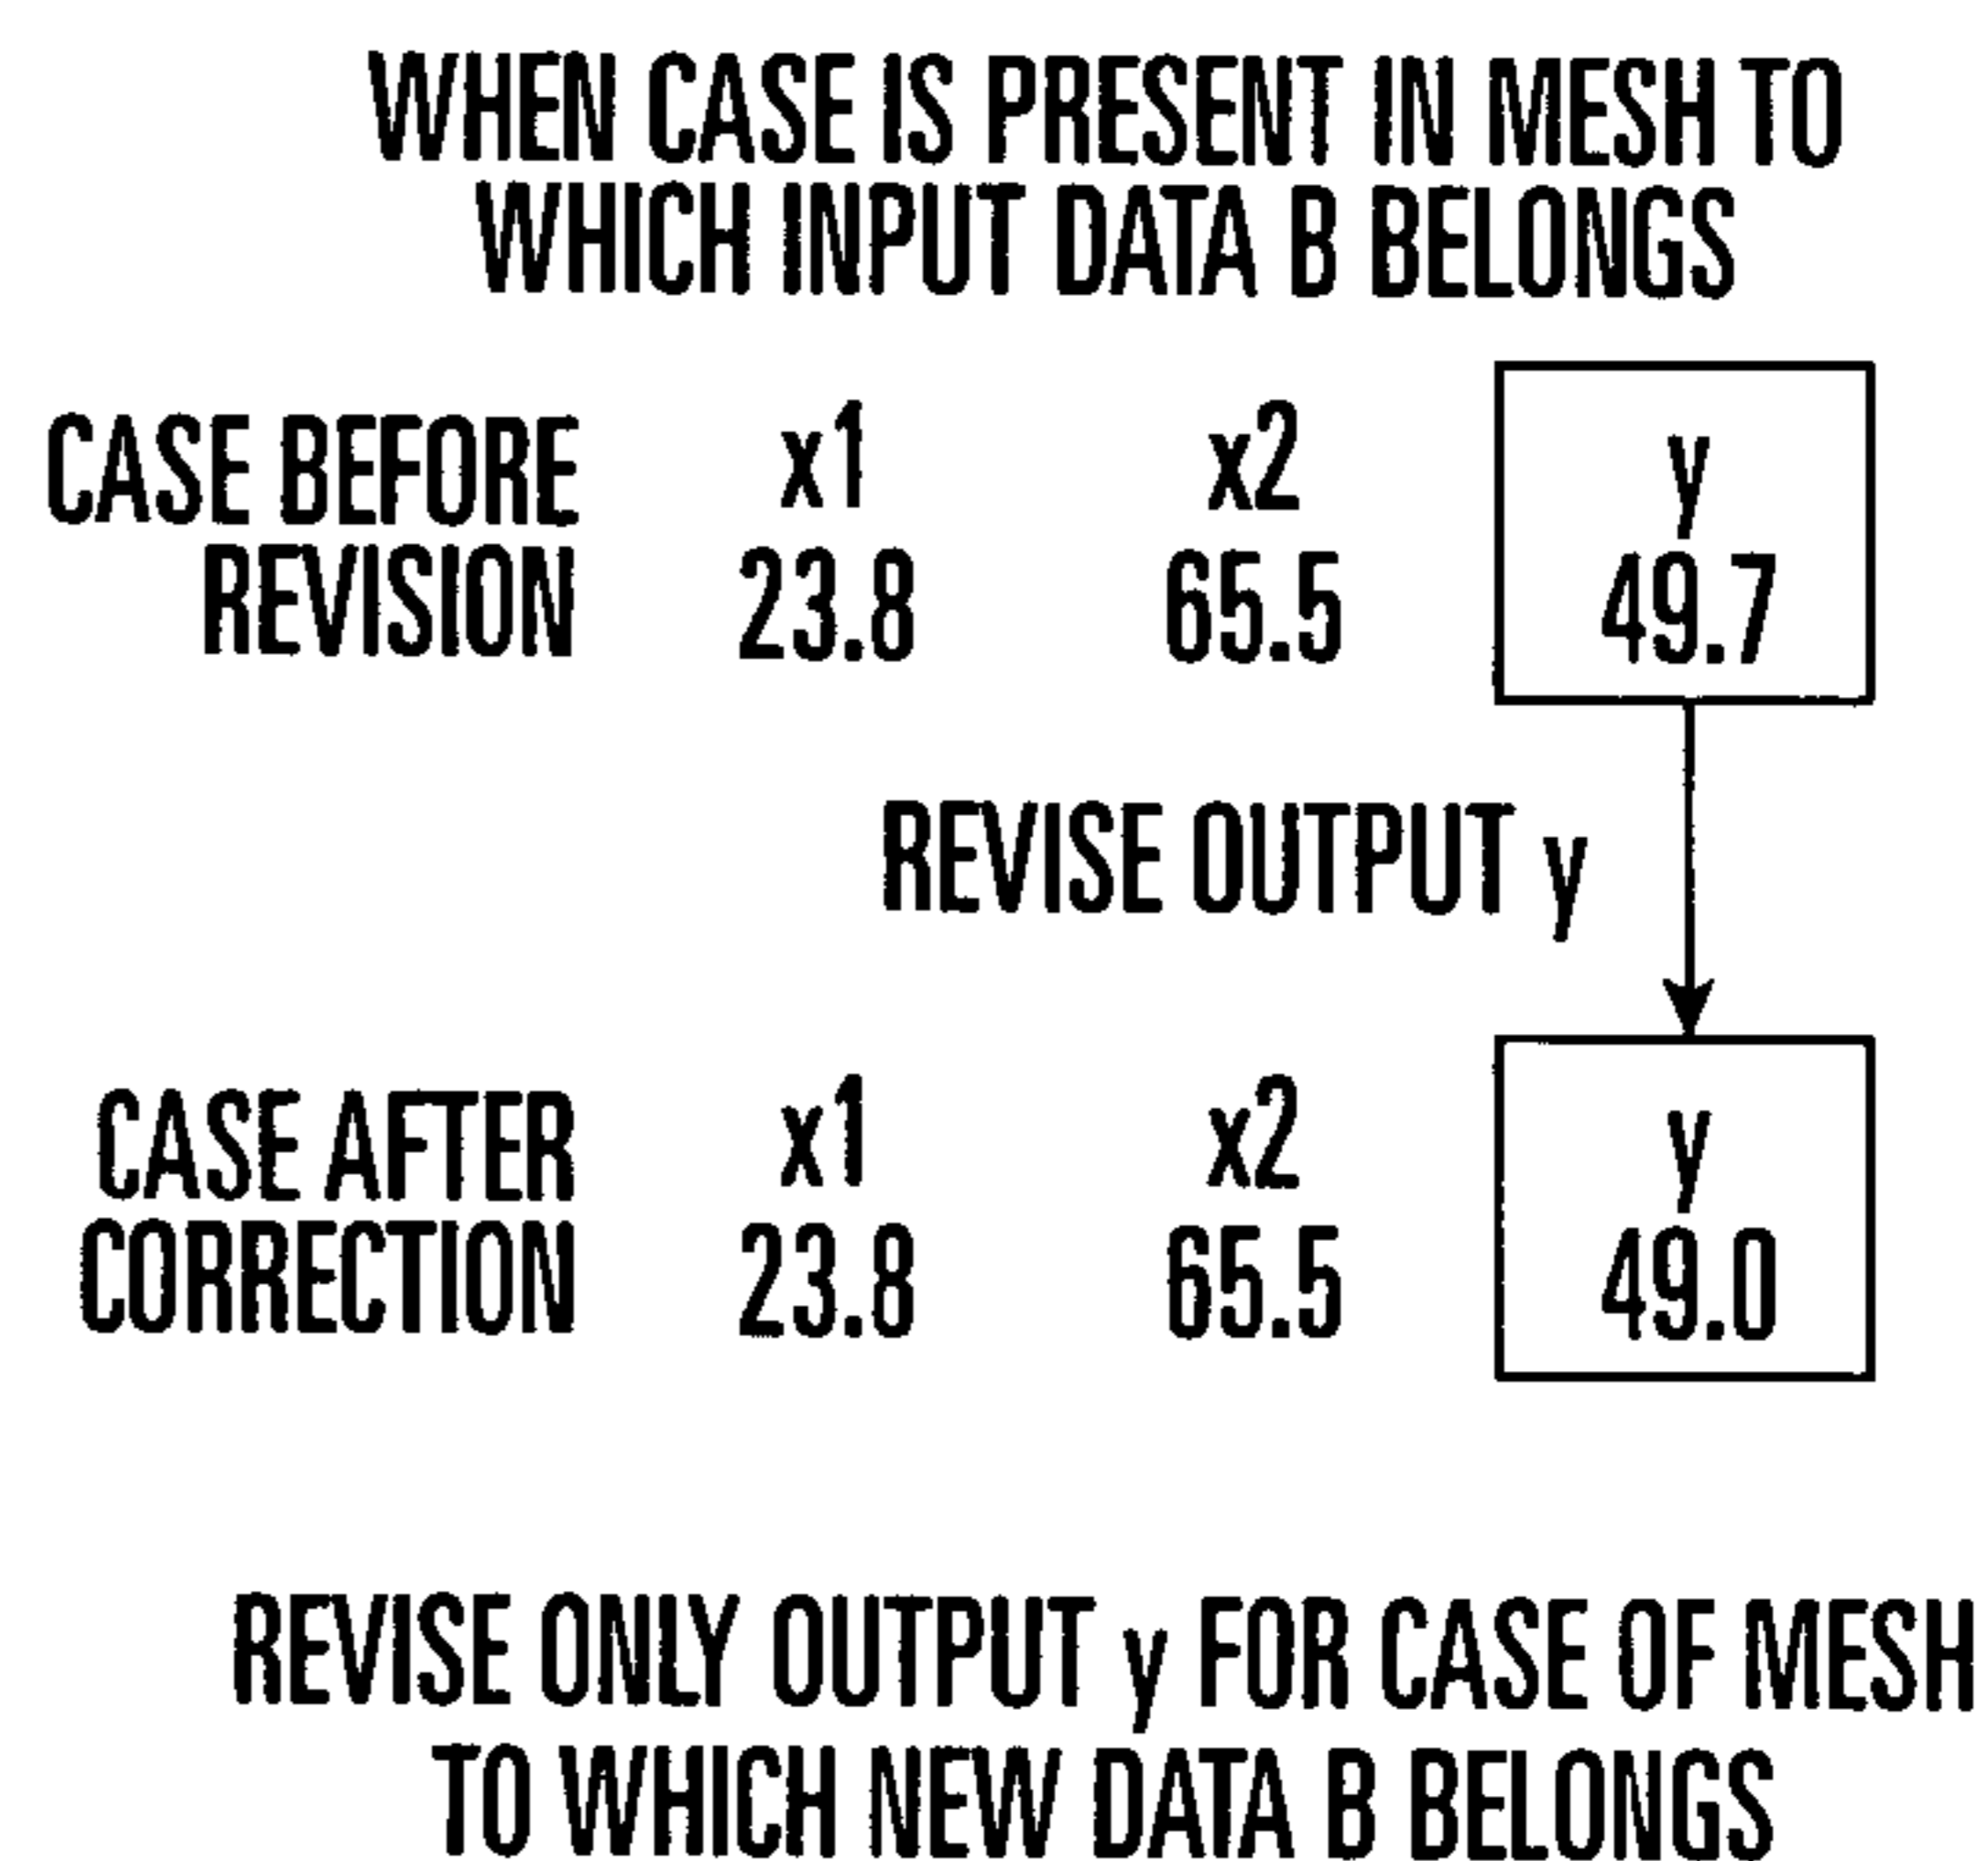 WHEN CASE IS PRESENT IN MESH TO
WHICH INPUT DATA B BELONGS
CASE BEFORE x1 x2 y
REVISION 23.8 65.5 49.7
REVISE OUTPUT y
CASE AFTER x1 x2 y
CORRECTION 23.8 65.5 49.0
REVISE ONLY OUTPUT y FOR CASE OF MESH
TO WHICH NEW DATA B BELONGS